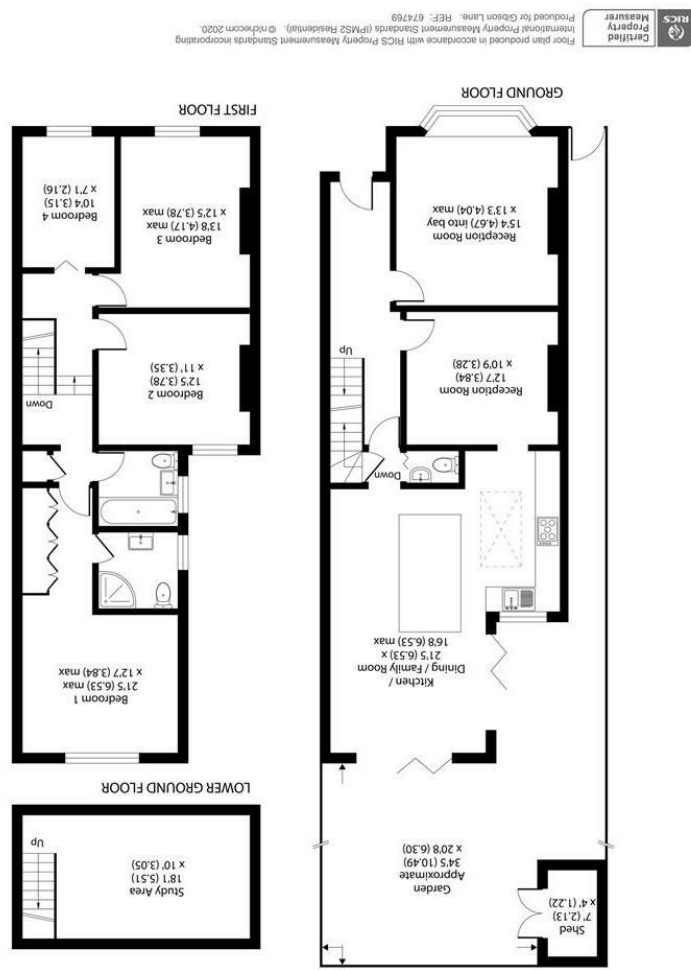 Shed
7' (2.13)
x 4' (1.22)
Garden
Approximate
34'5 (10.49)
x 20'8 (6.30)
Kitchen /
Dining / Family Room
21'5 (6.53) x
16'8 (6.53) max
Down
Up
Reception Room
12'7 (3.84)
x 10'9 (3.28)
Reception Room
15'4 (4.67) into bay
x 13'3 (4.04) max
GROUND FLOOR
Study Area
18'1 (5.51)
x 10' (3.05)
Up
LOWER GROUND FLOOR
Bedroom 1
21'5 (6.53) max
x 12'7 (3.84) max
Down
Bedroom 2
12'5 (3.78)
x 11' (3.35)
Bedroom 3
13'8 (4.17) max
x 12'5 (3.78) max
Bedroom 4
10'4 (3.15)
x 7'1 (2.16)
FIRST FLOOR
RICS
Certified
Property
Measurer
Floor plan produced in accordance with RICS Property Measurement Standards incorporating
International Property Measurement Standards (IPMS2 Residential). ©nichecom 2020.
Produced for Gibson Lane. REF: 674769